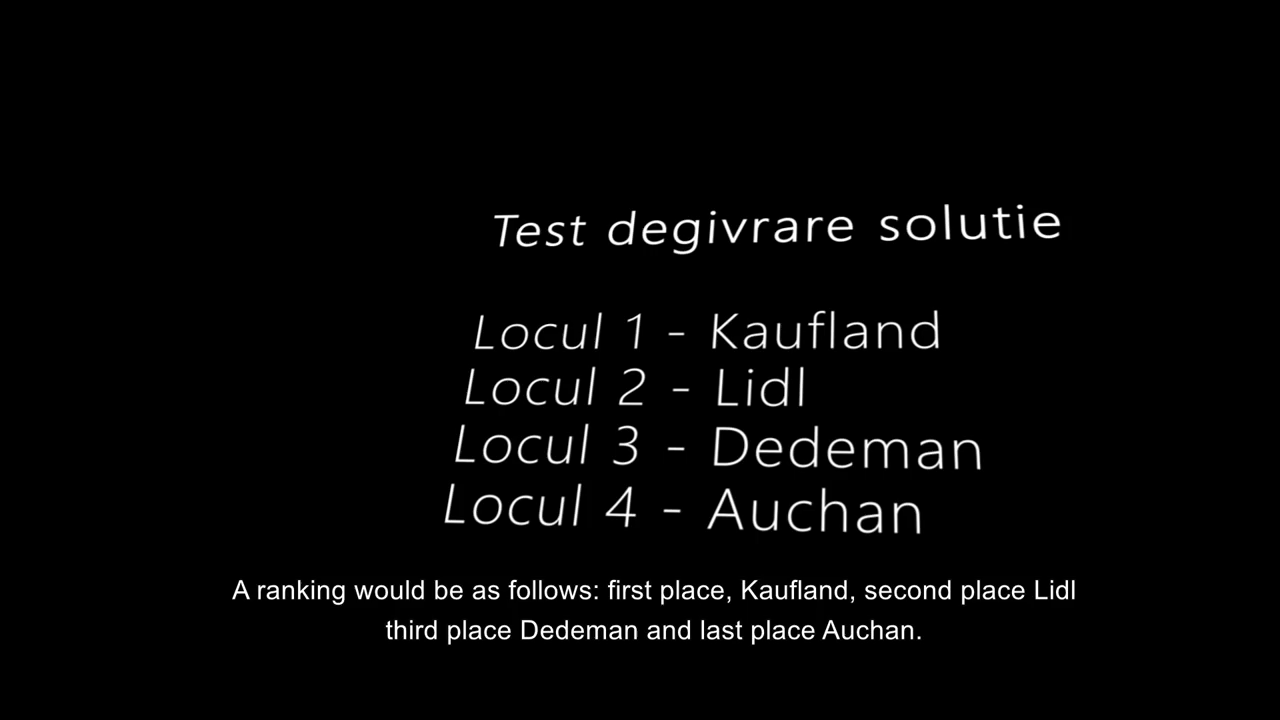 Test degivrare solutie
Locul 1 - Kaufland
Locul 2 - Lidl
Locul 3 - Dedeman
Locul 4 - Auchan
A ranking would be as follows: first place, Kaufland, second place Lidl
third place Dedeman and last place Auchan.